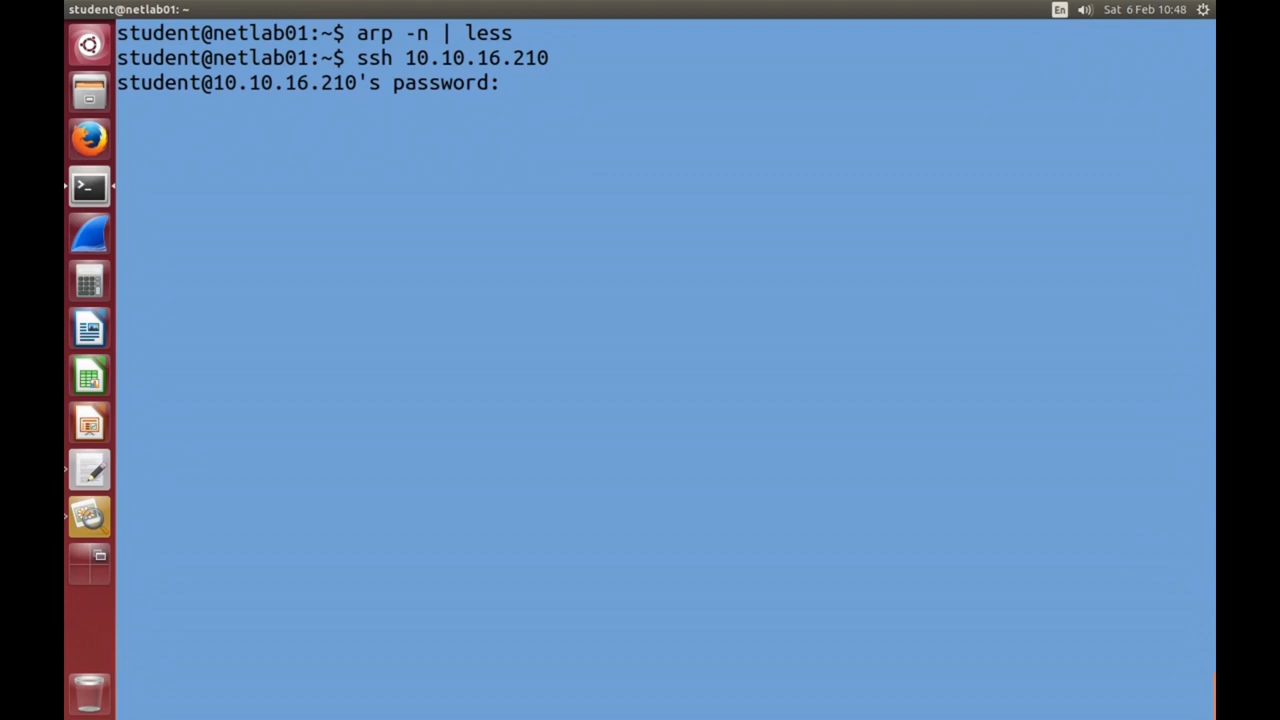 student@netlab01: ~
En
Sat 6 Feb 10:48
student@netlab01:~$ arp -n | less
student@netlab01:~$ ssh 10.10.16.210
student@10.10.16.210's password: